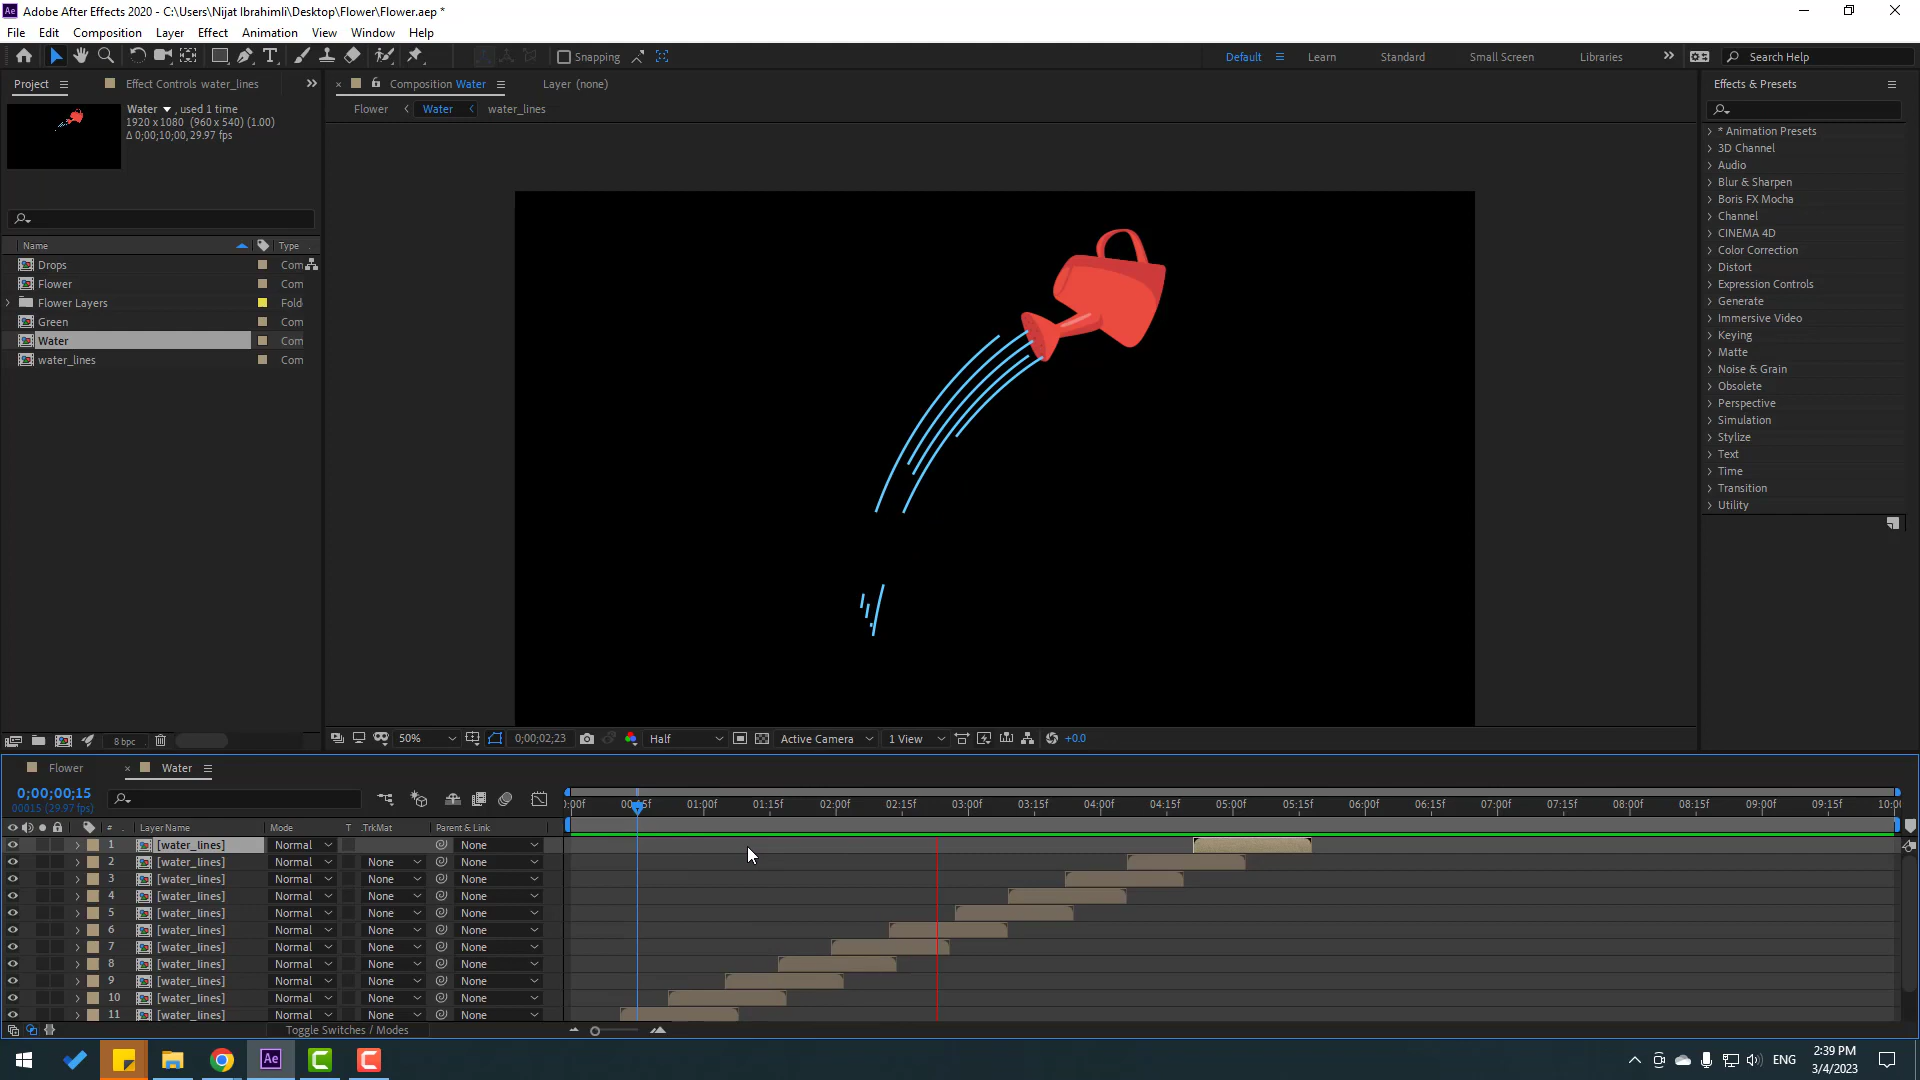 Adobe After Effects 2020 - C:\Users\Nijat Ibrahimli\Desktop\Flower\Flower.aep *
File Edit Composition Layer Effect Animation View Window Help
Snapping
Default Learn Standard Small Screen Libraries Search Help
Project Effect Controls water_lines
Composition Water Layer (none)
Effects & Presets
Flower Water water_lines
Water , used 1 time
1920 x 1080 (960 x 540) (1.00)
Δ 0;00;10;00, 29.97 fps
Name Type
Drops Com
Flower Com
Flower Layers Fold
Green Com
Water Com
water_lines Com
* Animation Presets
3D Channel
Audio
Blur & Sharpen
Boris FX Mocha
Channel
CINEMA 4D
Color Correction
Distort
Expression Controls
Generate
Immersive Video
Keying
Matte
Noise & Grain
Obsolete
Perspective
Simulation
Stylize
Text
Time
Transition
Utility
8 bpc
50% 0;00;02;23 Half Active Camera 1 View +0.0
Flower Water
0;00;00;15
00015 (29.97 fps)
:00f 00:15f 01:00f 01:15f 02:00f 02:15f 03:00f 03:15f 04:00f 04:15f 05:00f 05:15f 06:00f 06:15f 07:00f 07:15f 08:00f 08:15f 09:00f 09:15f 10:00
# Layer Name Mode T .TrkMat Parent & Link
1 [water_lines] Normal None
2 [water_lines] Normal None None
3 [water_lines] Normal None None
4 [water_lines] Normal None None
5 [water_lines] Normal None None
6 [water_lines] Normal None None
7 [water_lines] Normal None None
8 [water_lines] Normal None None
9 [water_lines] Normal None None
10 [water_lines] Normal None None
11 [water_lines] Normal None None
Toggle Switches / Modes
Ae
ENG
2:39 PM
3/4/2023